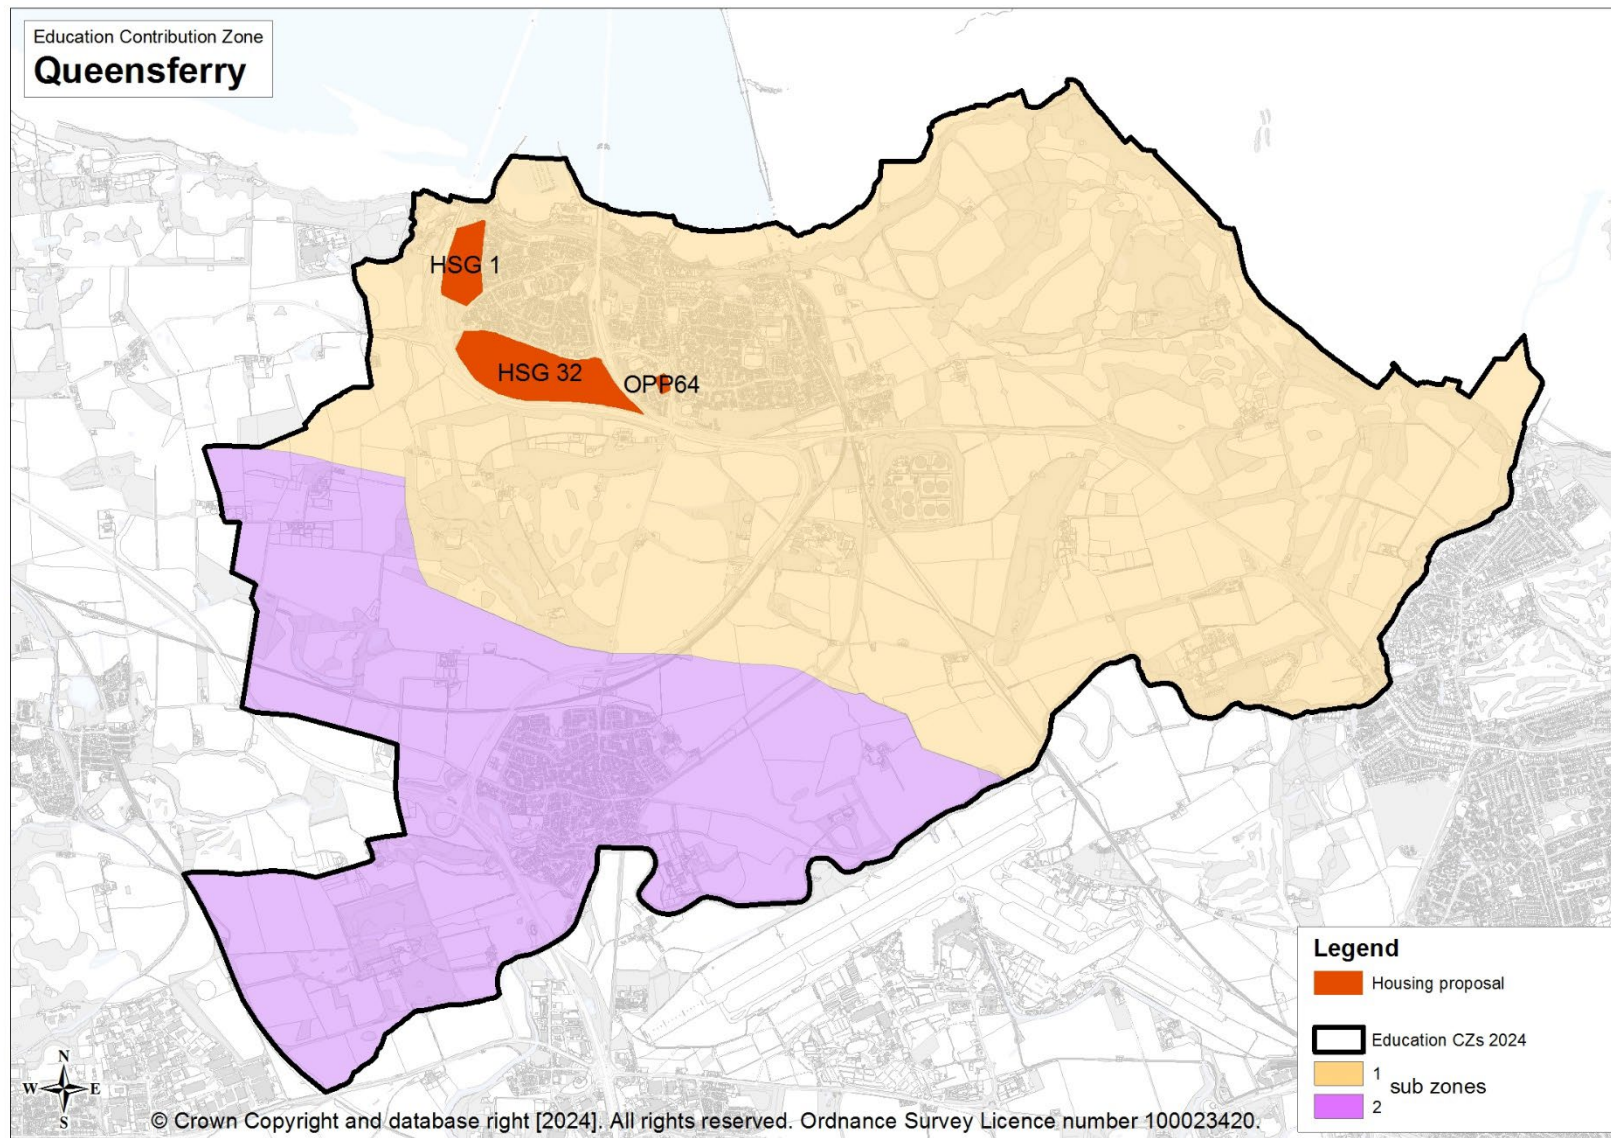 Education Contribution Zone
Queensferry
HSG 1
HSG 32
OPP64
Legend
Housing proposal
Education CZs 2024
1
sub zones
2
N
W E
S
© Crown Copyright and database right [2024]. All rights reserved. Ordnance Survey Licence number 100023420.